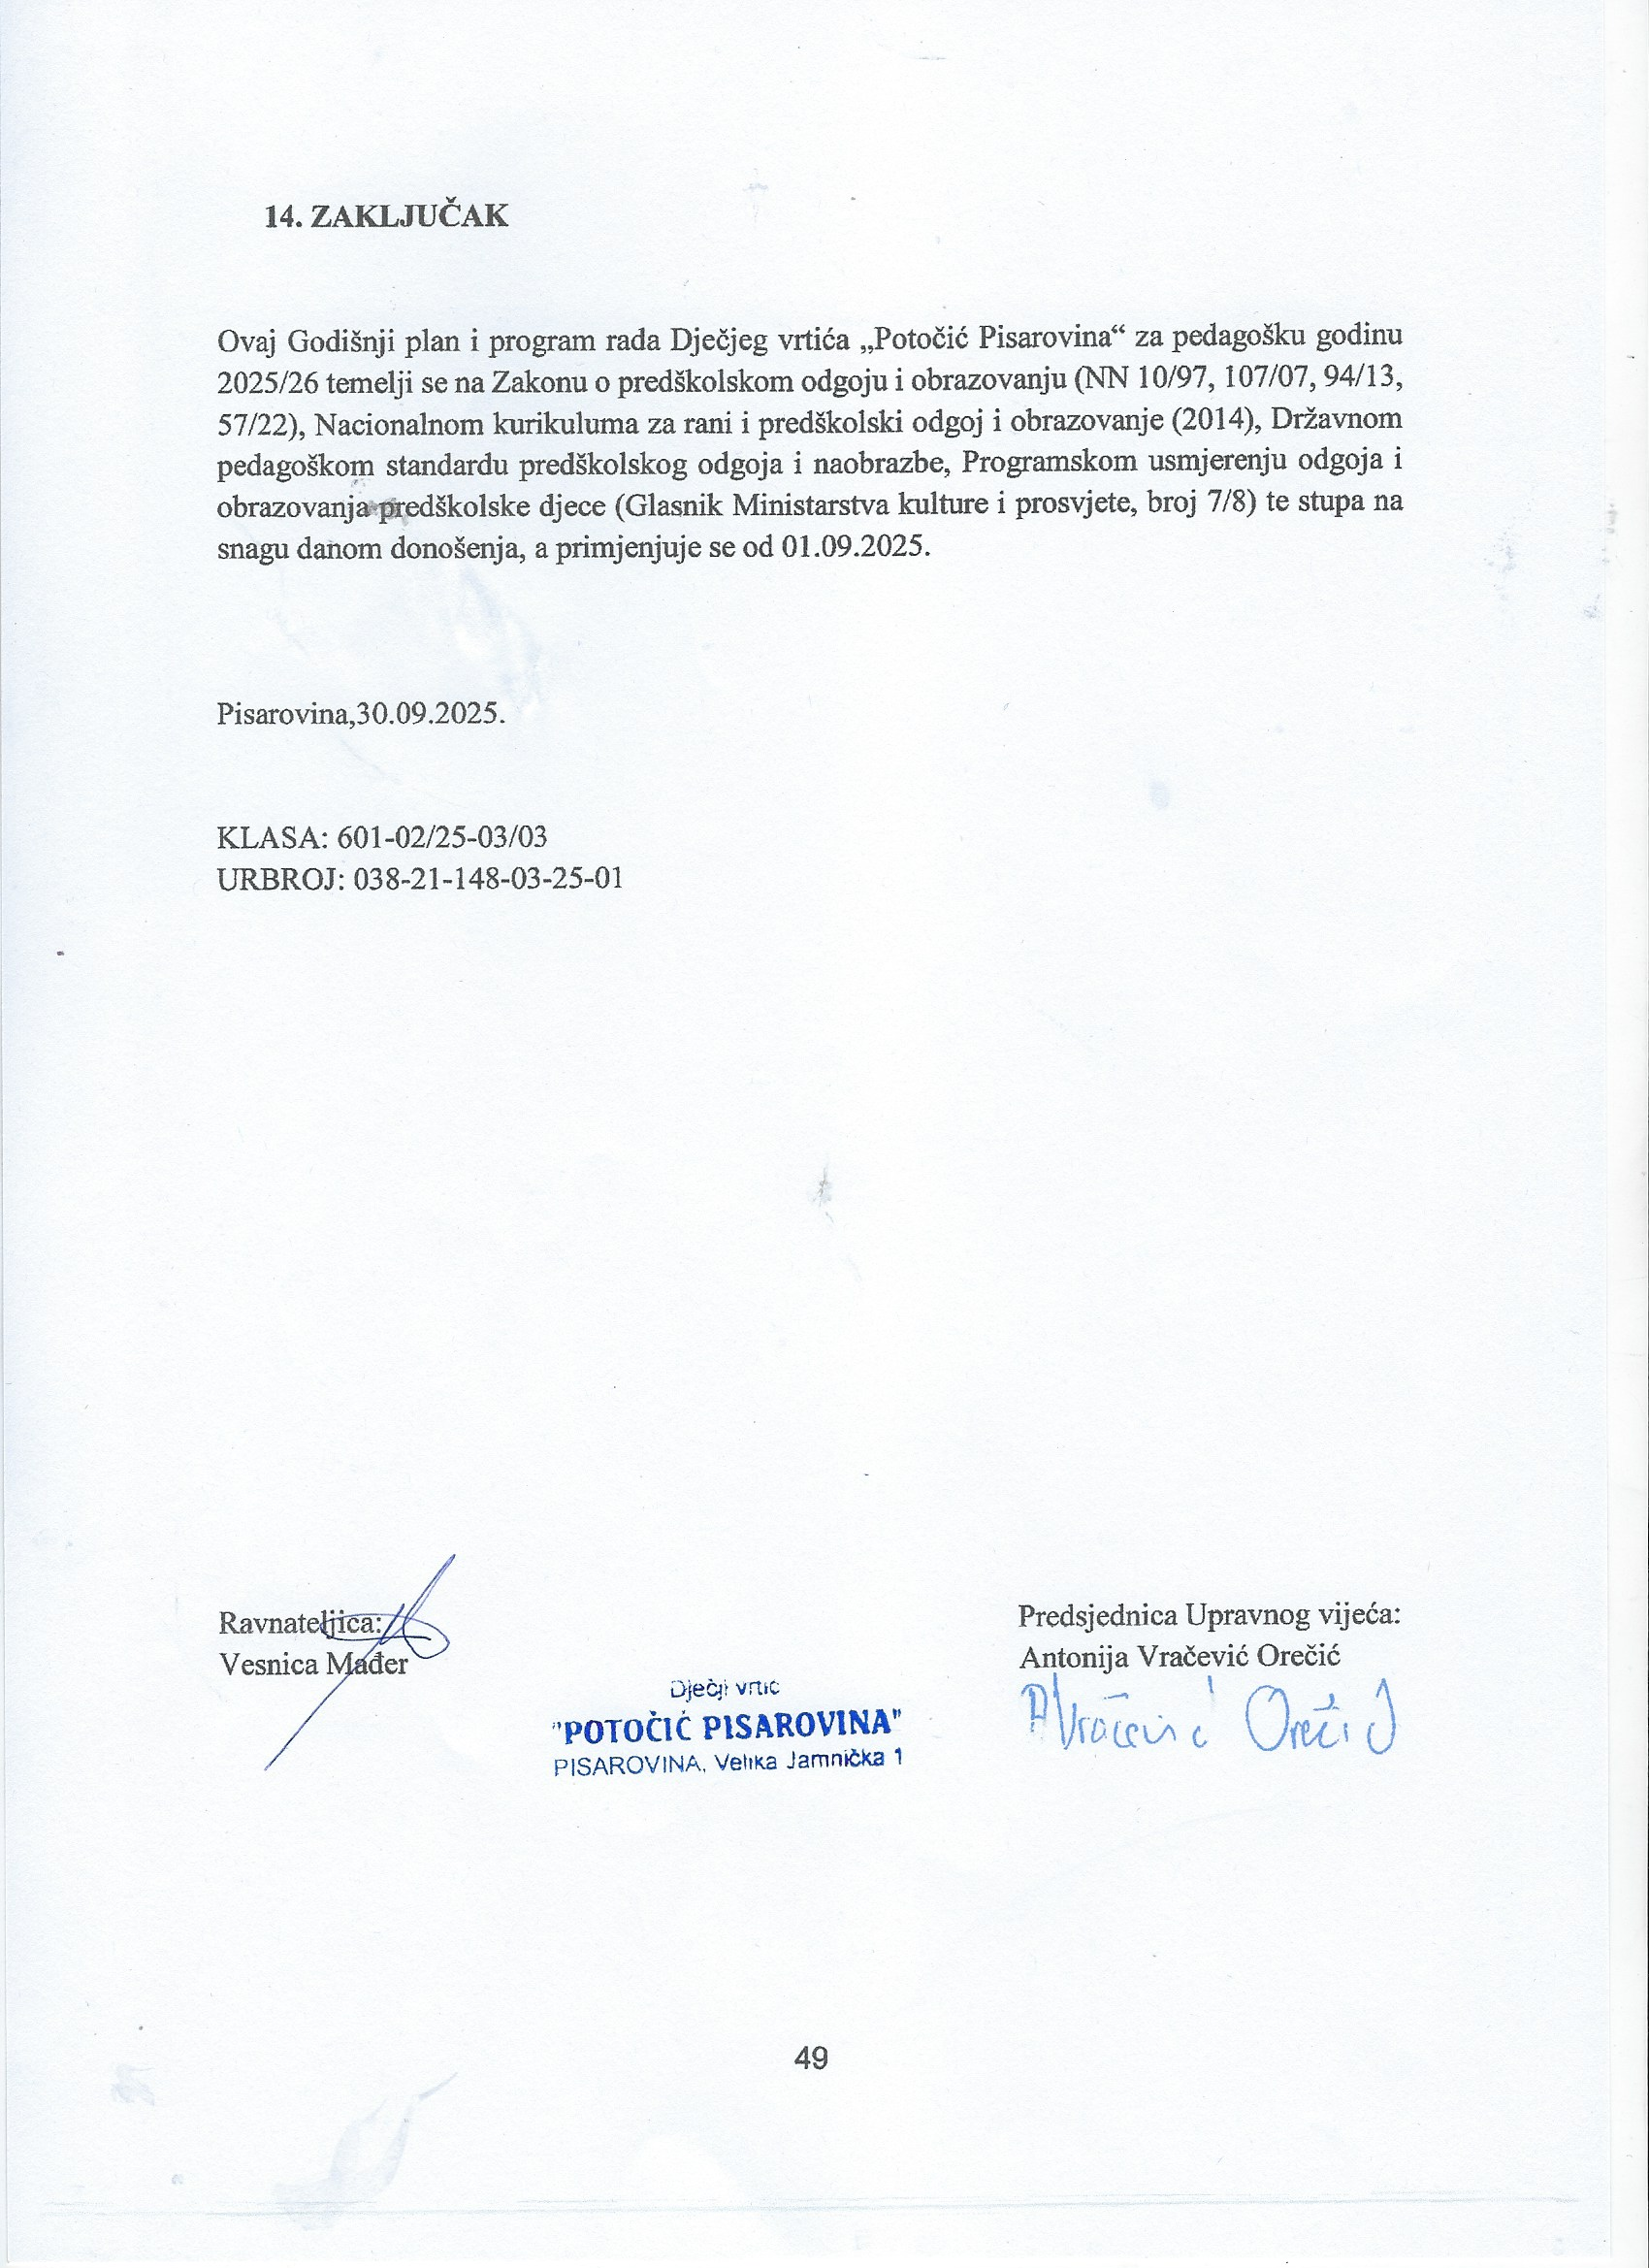 14. ZAKLJUČAK
Ovaj Godišnji plan i program rada Dječjeg vrtića „Potočić Pisarovina“ za pedagošku godinu
2025/26 temelji se na Zakonu o predškolskom odgoju i obrazovanju (NN 10/97, 107/07, 94/13,
57/22), Nacionalnom kurikuluma za rani i predškolski odgoj i obrazovanje (2014), Državnom
pedagoškom standardu predškolskog odgoja i naobrazbe, Programskom usmjerenju odgoja i
obrazovanja predškolske djece (Glasnik Ministarstva kulture i prosvjete, broj 7/8) te stupa na
snagu danom donošenja, a primjenjuje se od 01.09.2025.
Pisarovina,30.09.2025.
KLASA: 601-02/25-03/03
URBROJ: 038-21-148-03-25-01
Ravnateljica:
Vesnica Mađer
Dječji vrtić
"POTOČIĆ PISAROVINA"
PISAROVINA, Velika Jamnička 1
Predsjednica Upravnog vijeća:
Antonija Vračević Orečić
AVračević Orečić
49